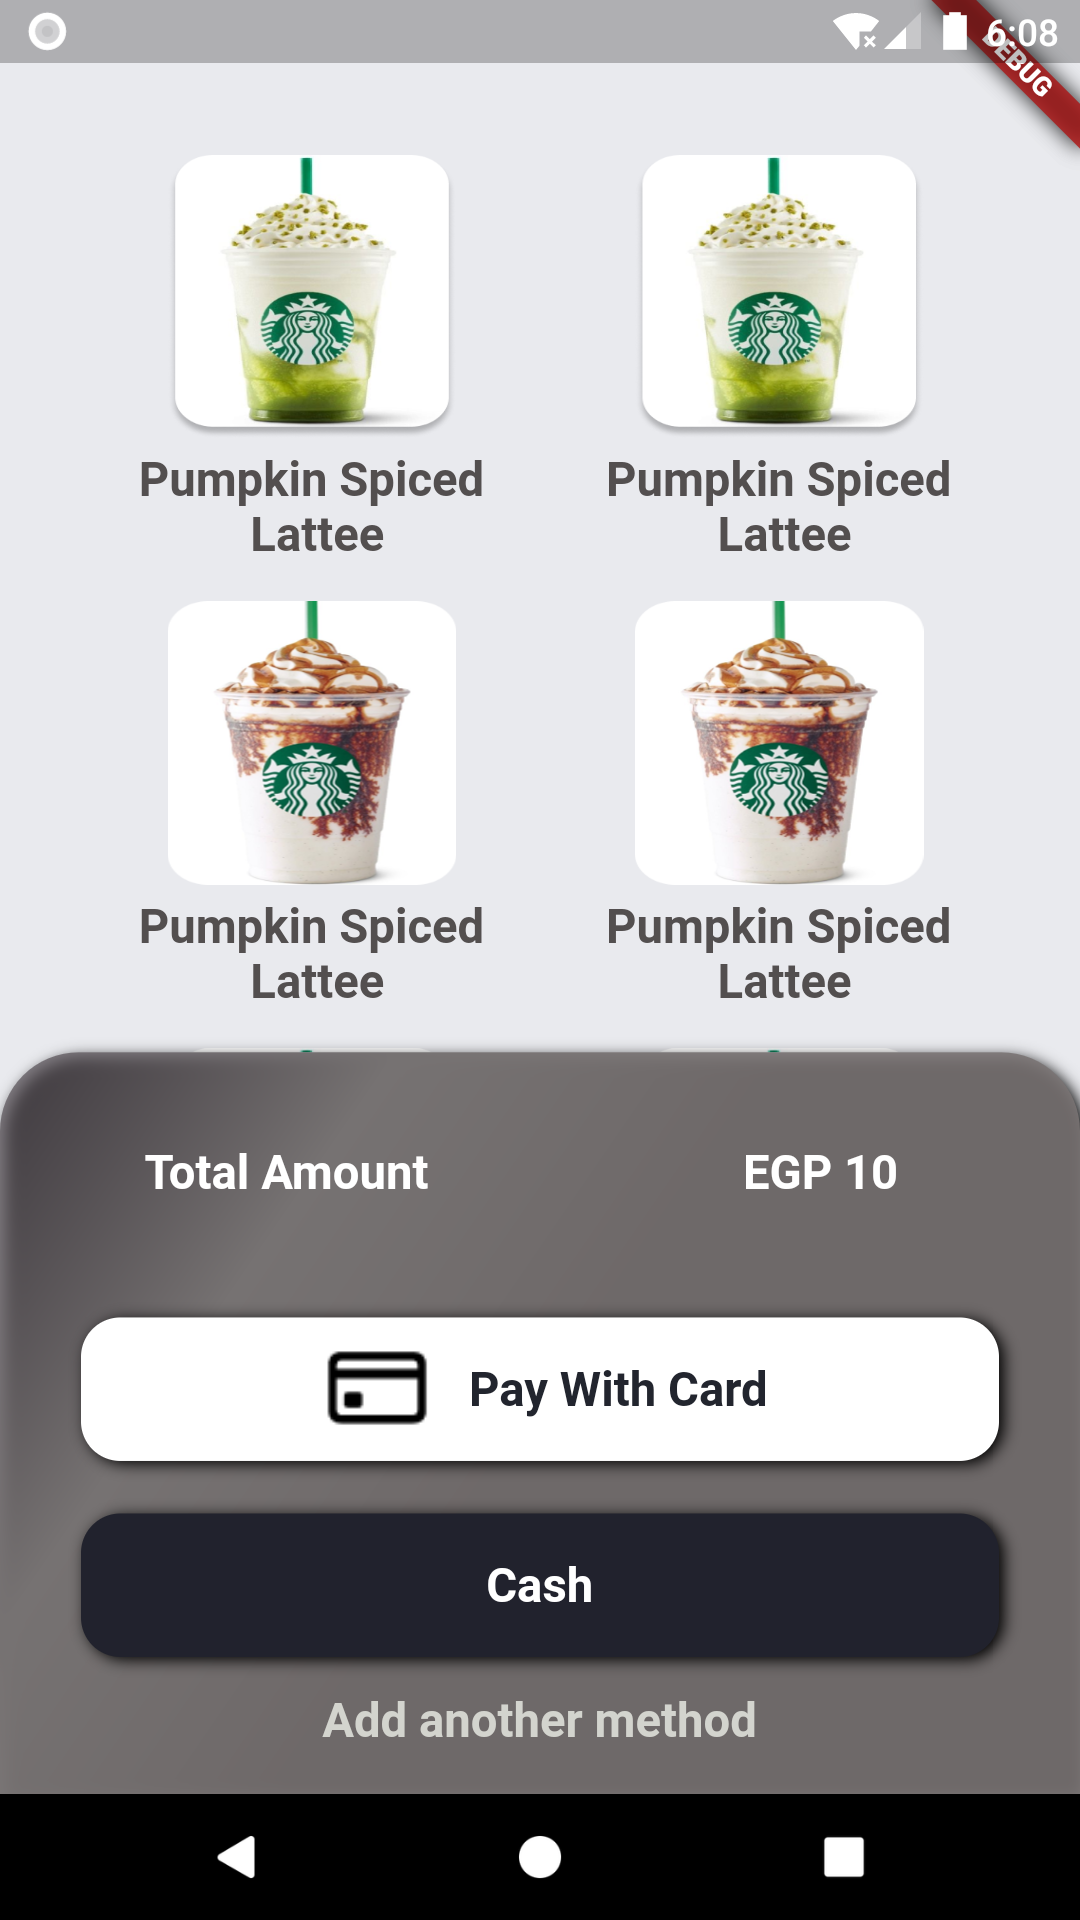 6:08
DEBUG
Pumpkin Spiced
Lattee
Pumpkin Spiced
Lattee
Pumpkin Spiced
Lattee
Pumpkin Spiced
Lattee
Total Amount
EGP 10
Pay With Card
Cash
Add another method